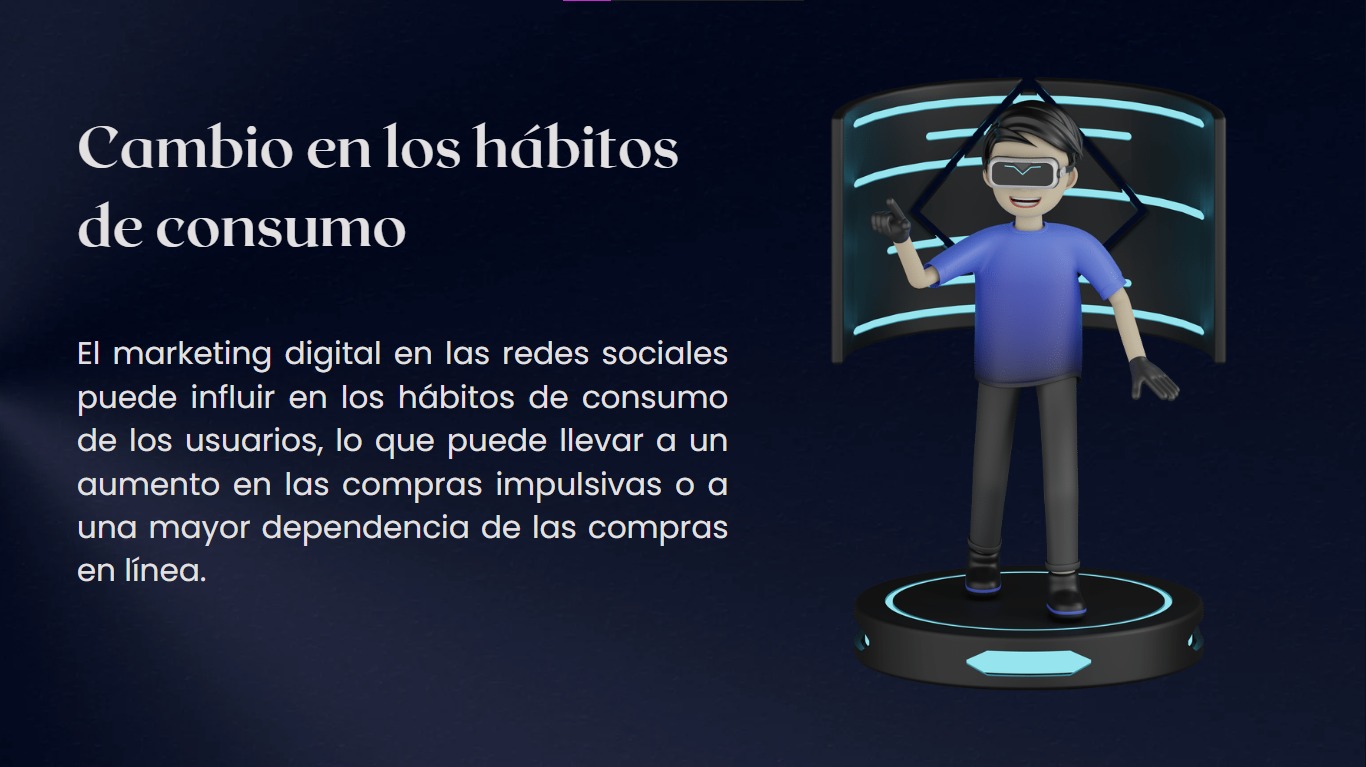 Cambio en los hábitos
de consumo
El marketing digital en las redes sociales
puede influir en los hábitos de consumo
de los usuarios, lo que puede llevar a un
aumento en las compras impulsivas o a
una mayor dependencia de las compras
en línea.